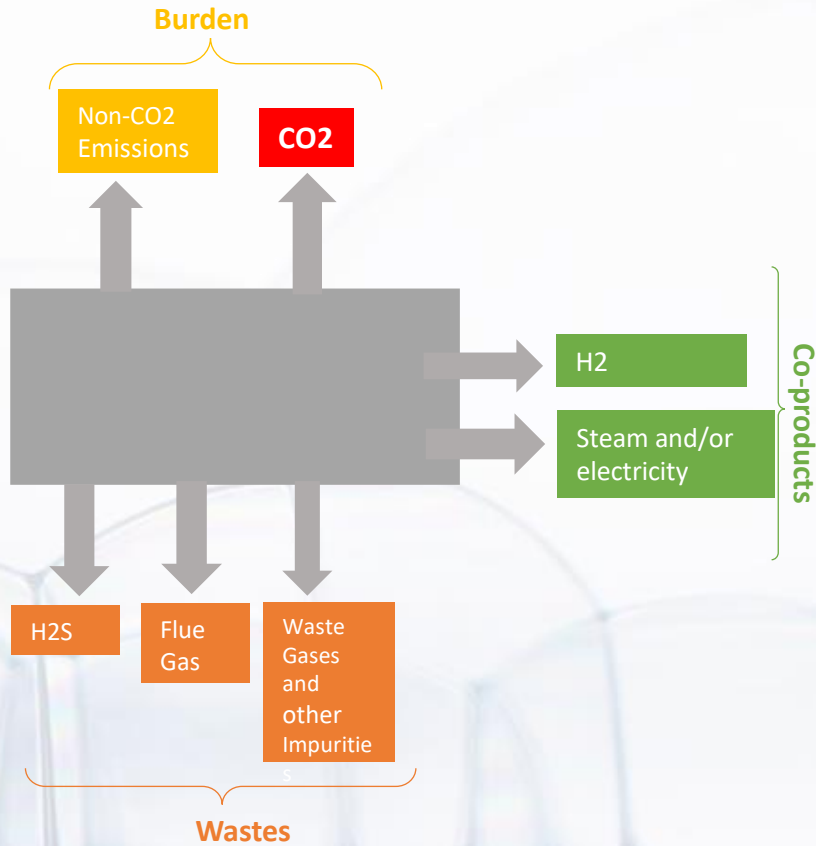 Burden
Non-CO2
Emissions
CO2
H2
Steam and/or
electricity
Co-products
H2S
Flue
Gas
Waste
Gases
and
other
Impuritie
s
Wastes